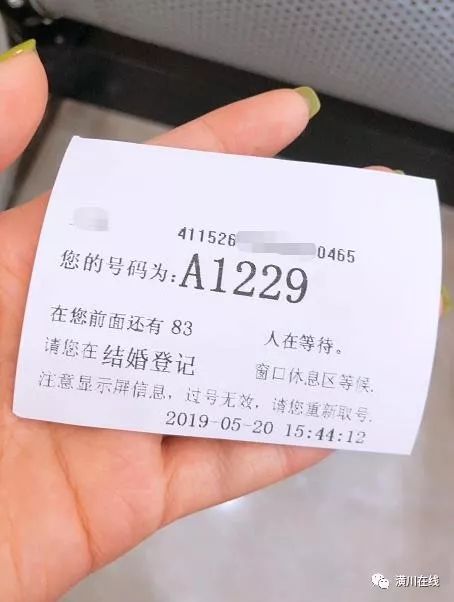 411526 0465
您的号码为:A1229
在您前面还有 83 人在等待。
请您在 结婚登记 窗口休息区等候.
注意显示屏信息，过号无效，请您重新取号.
2019-05-20 15:44:12
潢川在线